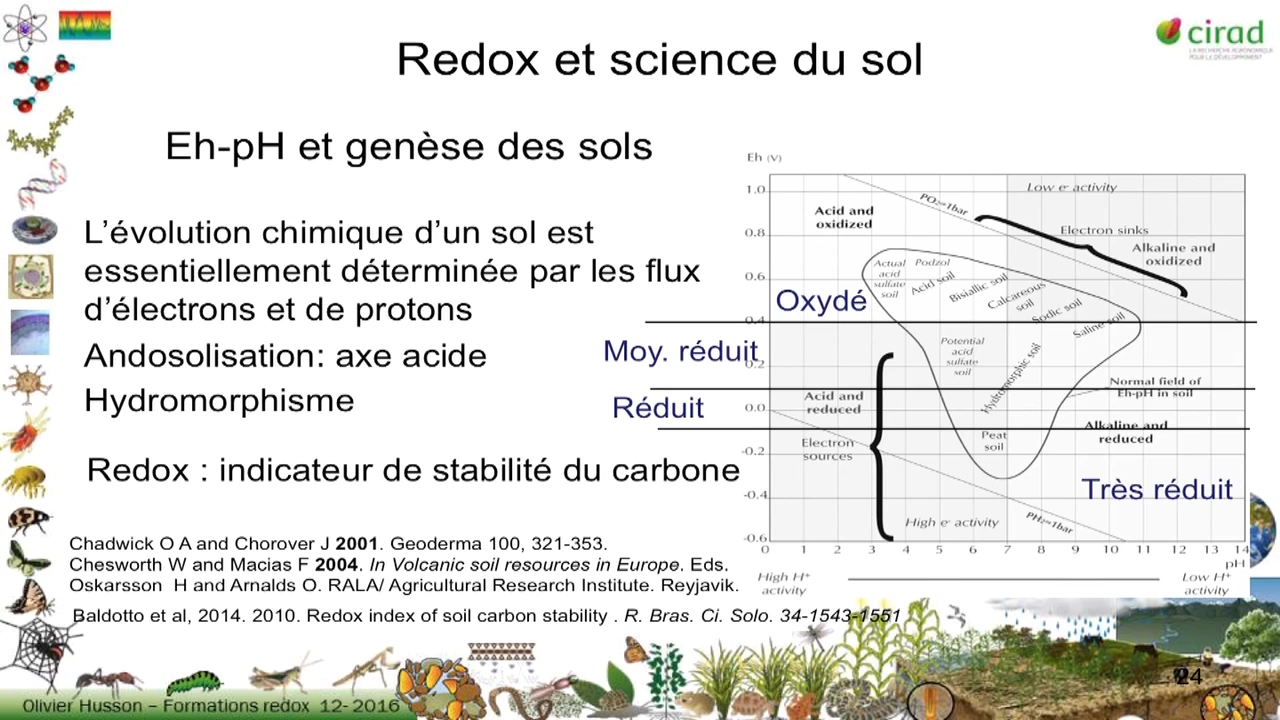 cirad
LA RECHERCHE AGRONOMIQUE
POUR LE DÉVELOPPEMENT
Redox et science du sol
Eh-pH et genèse des sols
L’évolution chimique d’un sol est
essentiellement déterminée par les flux
d’électrons et de protons
Andosolisation: axe acide
Hydromorphisme
Redox : indicateur de stabilité du carbone
Chadwick O A and Chorover J 2001. Geoderma 100, 321-353.
Chesworth W and Macias F 2004. In Volcanic soil resources in Europe. Eds.
Oskarsson H and Arnalds O. RALA/ Agricultural Research Institute. Reyjavik.
Baldotto et al, 2014. 2010. Redox index of soil carbon stability . R. Bras. Ci. Solo. 34-1543-1551
Eh (V)
1.0
0.8
0.6
0.4
0.2
0.0
-0.2
-0.4
-0.6
Low e- activity
PO2=1bar
Acid and
oxidized
Electron sinks
Alkaline and
oxidized
Actual
acid
sulfate
soil
Podzol
Acid soil
Bisiallic soil
Calcareous
soil
Sodic soil
Saline soil
Oxydé
Moy. réduit
Réduit
Très réduit
Potential
acid
sulfate
soil
Hydromorphic soil
Normal field of
Eh-pH in soil
Acid and
reduced
Alkaline and
reduced
Electron
sources
Peat
soil
High e- activity
PH2=1bar
0 1 2 3 4 5 6 7 8 9 10 11 12 13 14
pH
High H+
activity
Low H+
activity
Olivier Husson – Formations redox 12- 2016